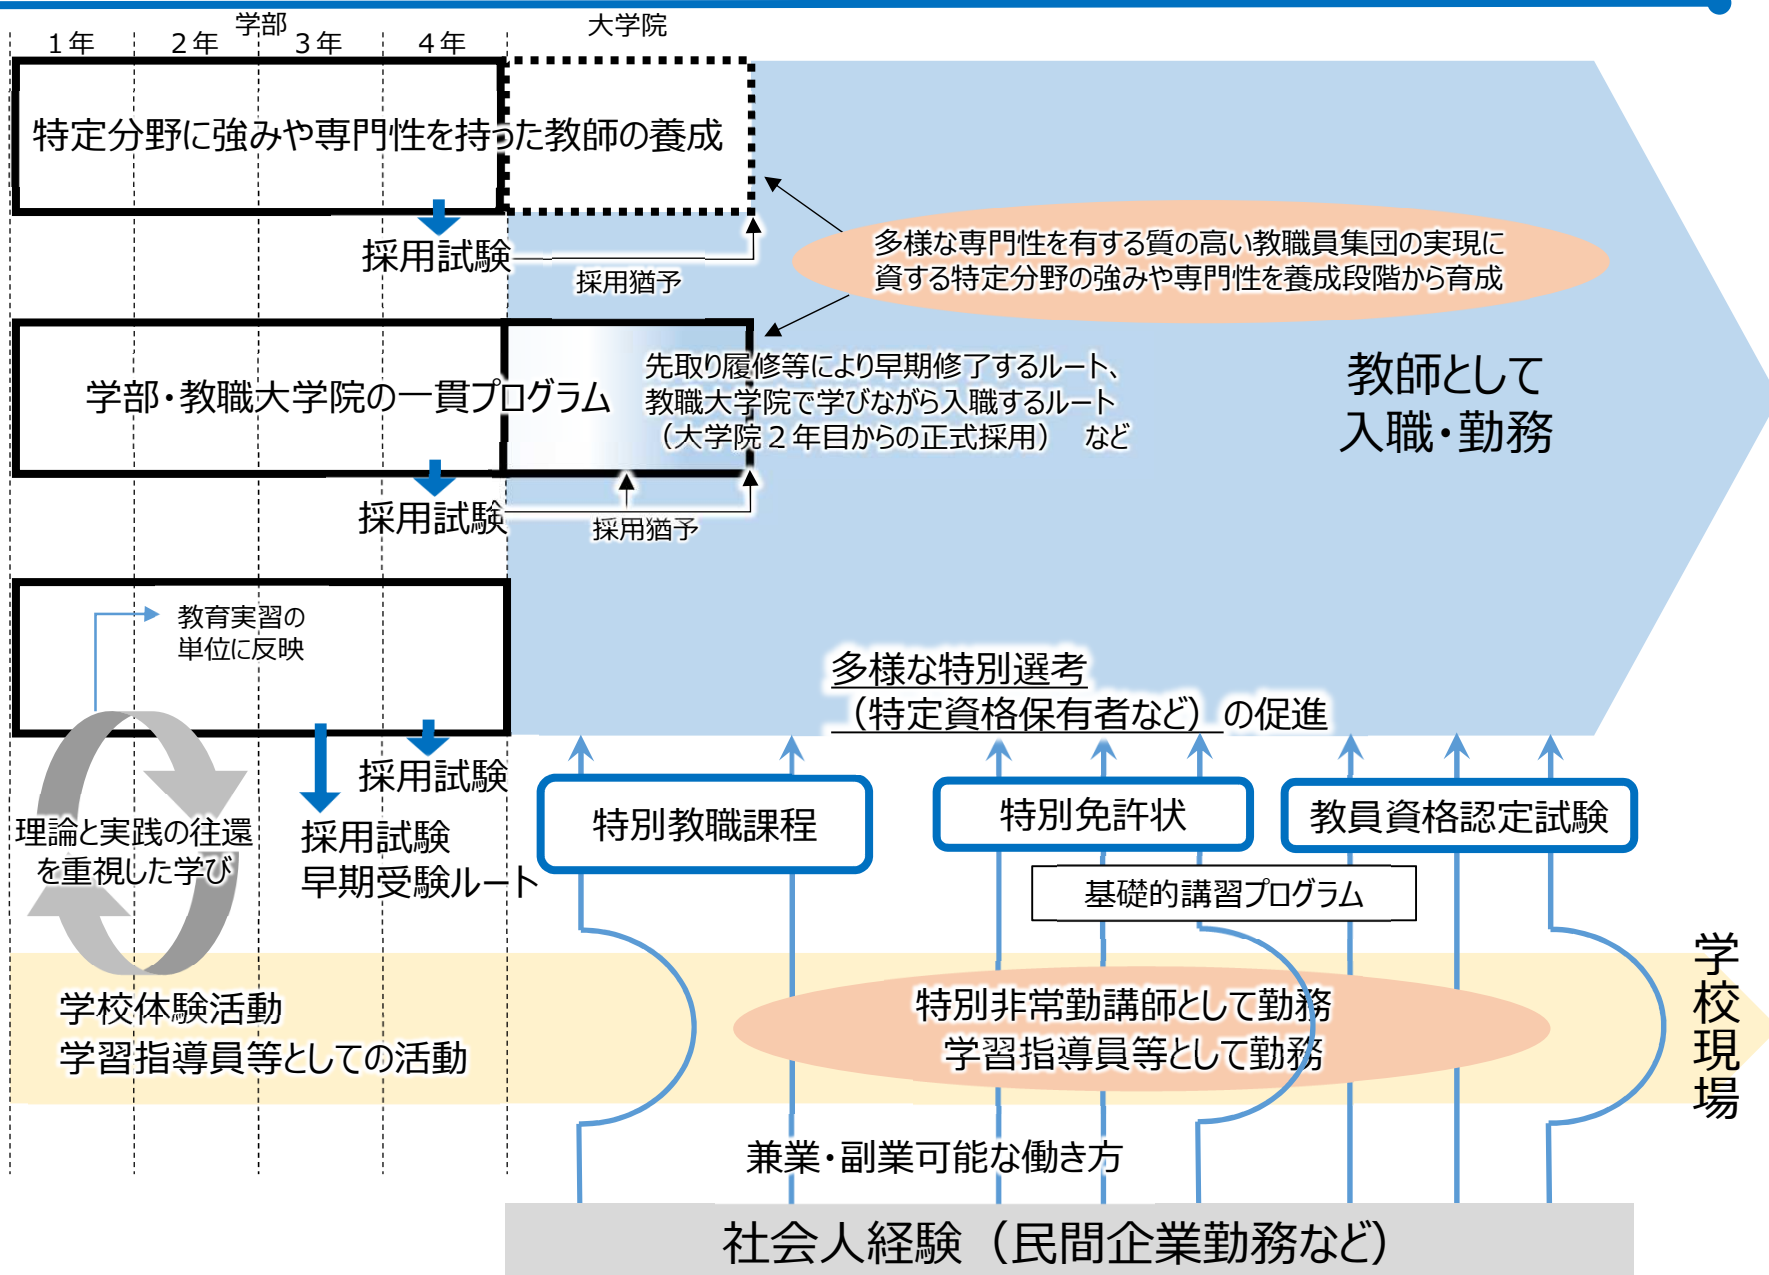 学部
大学院
1年
2年
3年
4年
特定分野に強みや専門性を持った教師の養成
採用試験
採用猶予
多様な専門性を有する質の高い教職員集団の実現に
資する特定分野の強みや専門性を養成段階から育成
学部・教職大学院の一貫プログラム
先取り履修等により早期修了するルート、
教職大学院で学びながら入職するルート
（大学院２年目からの正式採用）　など
教師として
入職・勤務
採用試験
採用猶予
教育実習の
単位に反映
多様な特別選考
（特定資格保有者など）の促進
採用試験
採用試験
早期受験ルート
理論と実践の往還
を重視した学び
特別教職課程
特別免許状
教員資格認定試験
基礎的講習プログラム
学校現場
学校体験活動
学習指導員等としての活動
特別非常勤講師として勤務
学習指導員等として勤務
兼業・副業可能な働き方
社会人経験（民間企業勤務など）